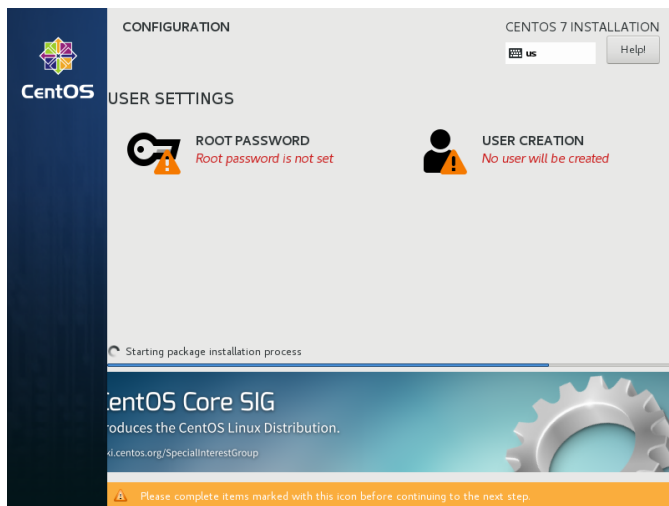 CONFIGURATION
CENTOS 7 INSTALLATION
us
Help!
CentOS
USER SETTINGS
ROOT PASSWORD
Root password is not set
USER CREATION
No user will be created
Starting package installation process
CentOS Core SIG
roduces the CentOS Linux Distribution.
ki.centos.org/SpecialInterestGroup
Please complete items marked with this icon before continuing to the next step.